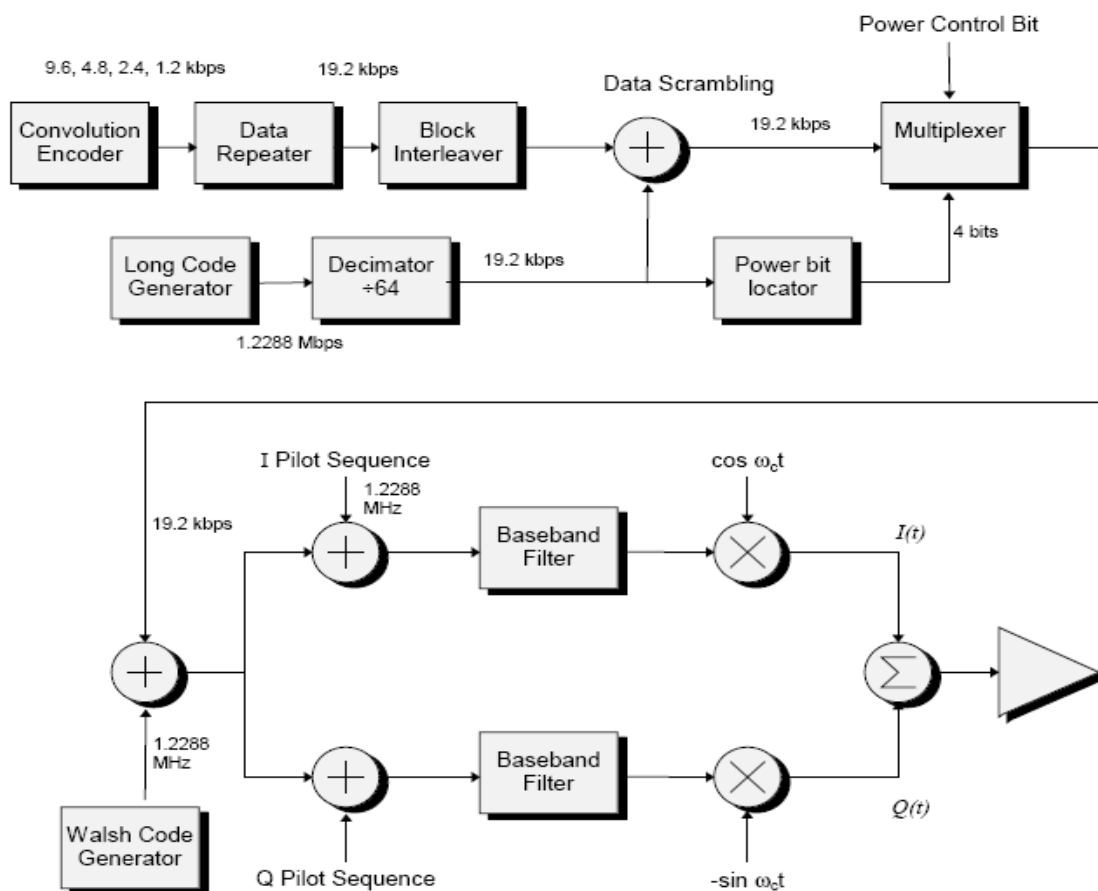 Power Control Bit
9.6, 4.8, 2.4, 1.2 kbps
19.2 kbps
Data Scrambling
Convolution
Encoder
Data
Repeater
Block
Interleaver
+
19.2 kbps
Multiplexer
Long Code
Generator
Decimator
÷64
19.2 kbps
Power bit
locator
4 bits
1.2288 Mbps
I Pilot Sequence
cos ωct
1.2288
MHz
19.2 kbps
+
Baseband
Filter
×
I(t)
+
Σ
1.2288
MHz
+
Baseband
Filter
×
Q(t)
Walsh Code
Generator
Q Pilot Sequence
-sin ωct